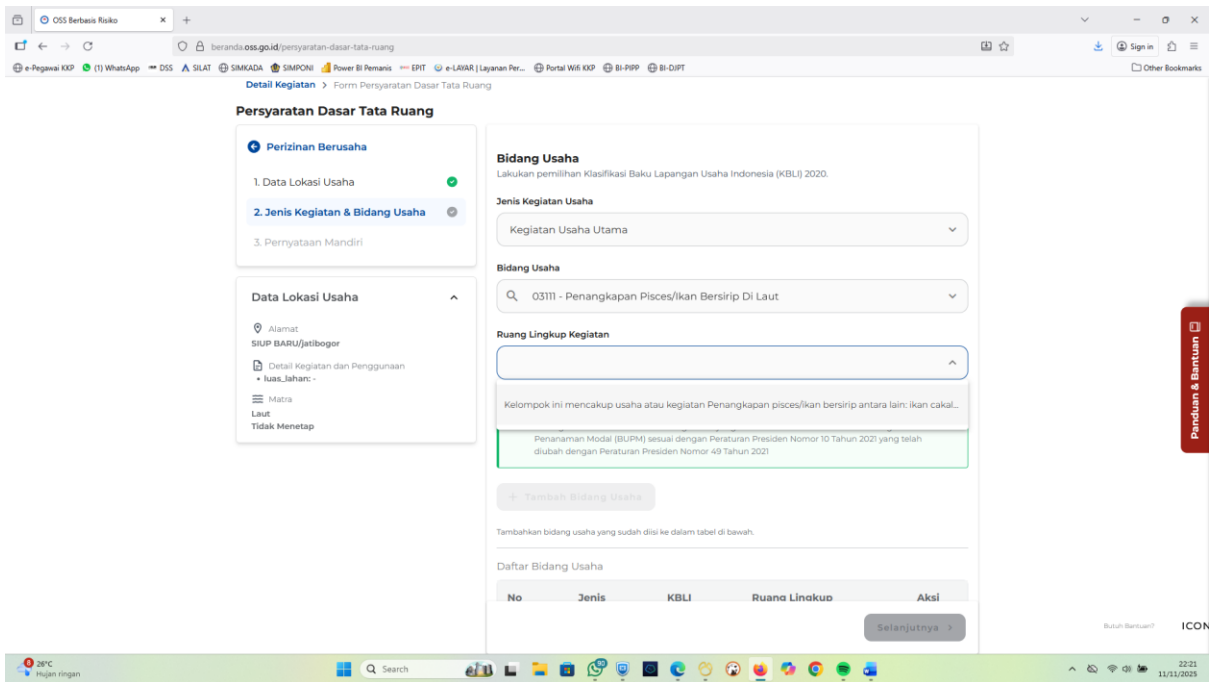 OSS Berbasis Risiko
beranda.oss.go.id/persyaratan-dasar-tata-ruang
Sign in
e-Pegawai KKP (1) WhatsApp DSS SILAT SIMKADA SIMPONI Power BI Pemanis EPIT e-LAYAR | Layanan Per... Portal Wifi KKP BI-PIPP BI-DJPT Other Bookmarks
Detail Kegiatan > Form Persyaratan Dasar Tata Ruang
Persyaratan Dasar Tata Ruang
Perizinan Berusaha
1. Data Lokasi Usaha
2. Jenis Kegiatan & Bidang Usaha
3. Pernyataan Mandiri
Data Lokasi Usaha
Alamat
SIUP BARU/jatibogor
Detail Kegiatan dan Penggunaan
• luas_lahan: -
Matra
Laut
Tidak Menetap
Bidang Usaha
Lakukan pemilihan Klasifikasi Baku Lapangan Usaha Indonesia (KBLI) 2020.
Jenis Kegiatan Usaha
Kegiatan Usaha Utama
Bidang Usaha
03111 - Penangkapan Pisces/Ikan Bersirip Di Laut
Ruang Lingkup Kegiatan
Kelompok ini mencakup usaha atau kegiatan Penangkapan pisces/ikan bersirip antara lain: ikan cakal...
Penanaman Modal (BUPM) sesuai dengan Peraturan Presiden Nomor 10 Tahun 2021 yang telah
diubah dengan Peraturan Presiden Nomor 49 Tahun 2021
+ Tambah Bidang Usaha
Tambahkan bidang usaha yang sudah diisi ke dalam tabel di bawah.
Daftar Bidang Usaha
No Jenis KBLI Ruang Lingkup Aksi
Selanjutnya >
Panduan & Bantuan
Butuh Bantuan?
ICON
8
26°C
Hujan ringan
Search
22:21
11/11/2025